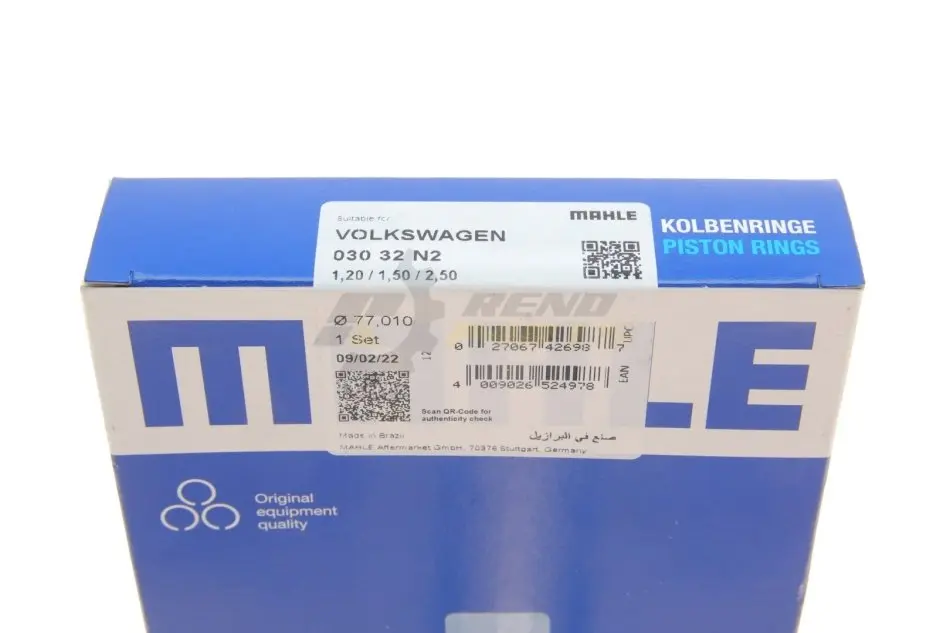 Suitable for
MAHLE
VOLKSWAGEN
030 32 N2
1,20 / 1,50 / 2,50
KOLBENRINGE
PISTON RINGS
REND
Ø 77,010
1 Set
09/02/22
12
0 27067 42698 7
UPC
4 009026 524978
EAN
Scan QR-Code for
authenticity check
Made in Brazil
صنع في البرازيل
MAHLE Aftermarket GmbH, 70376 Stuttgart, Germany
MAHLE
Original
equipment
quality